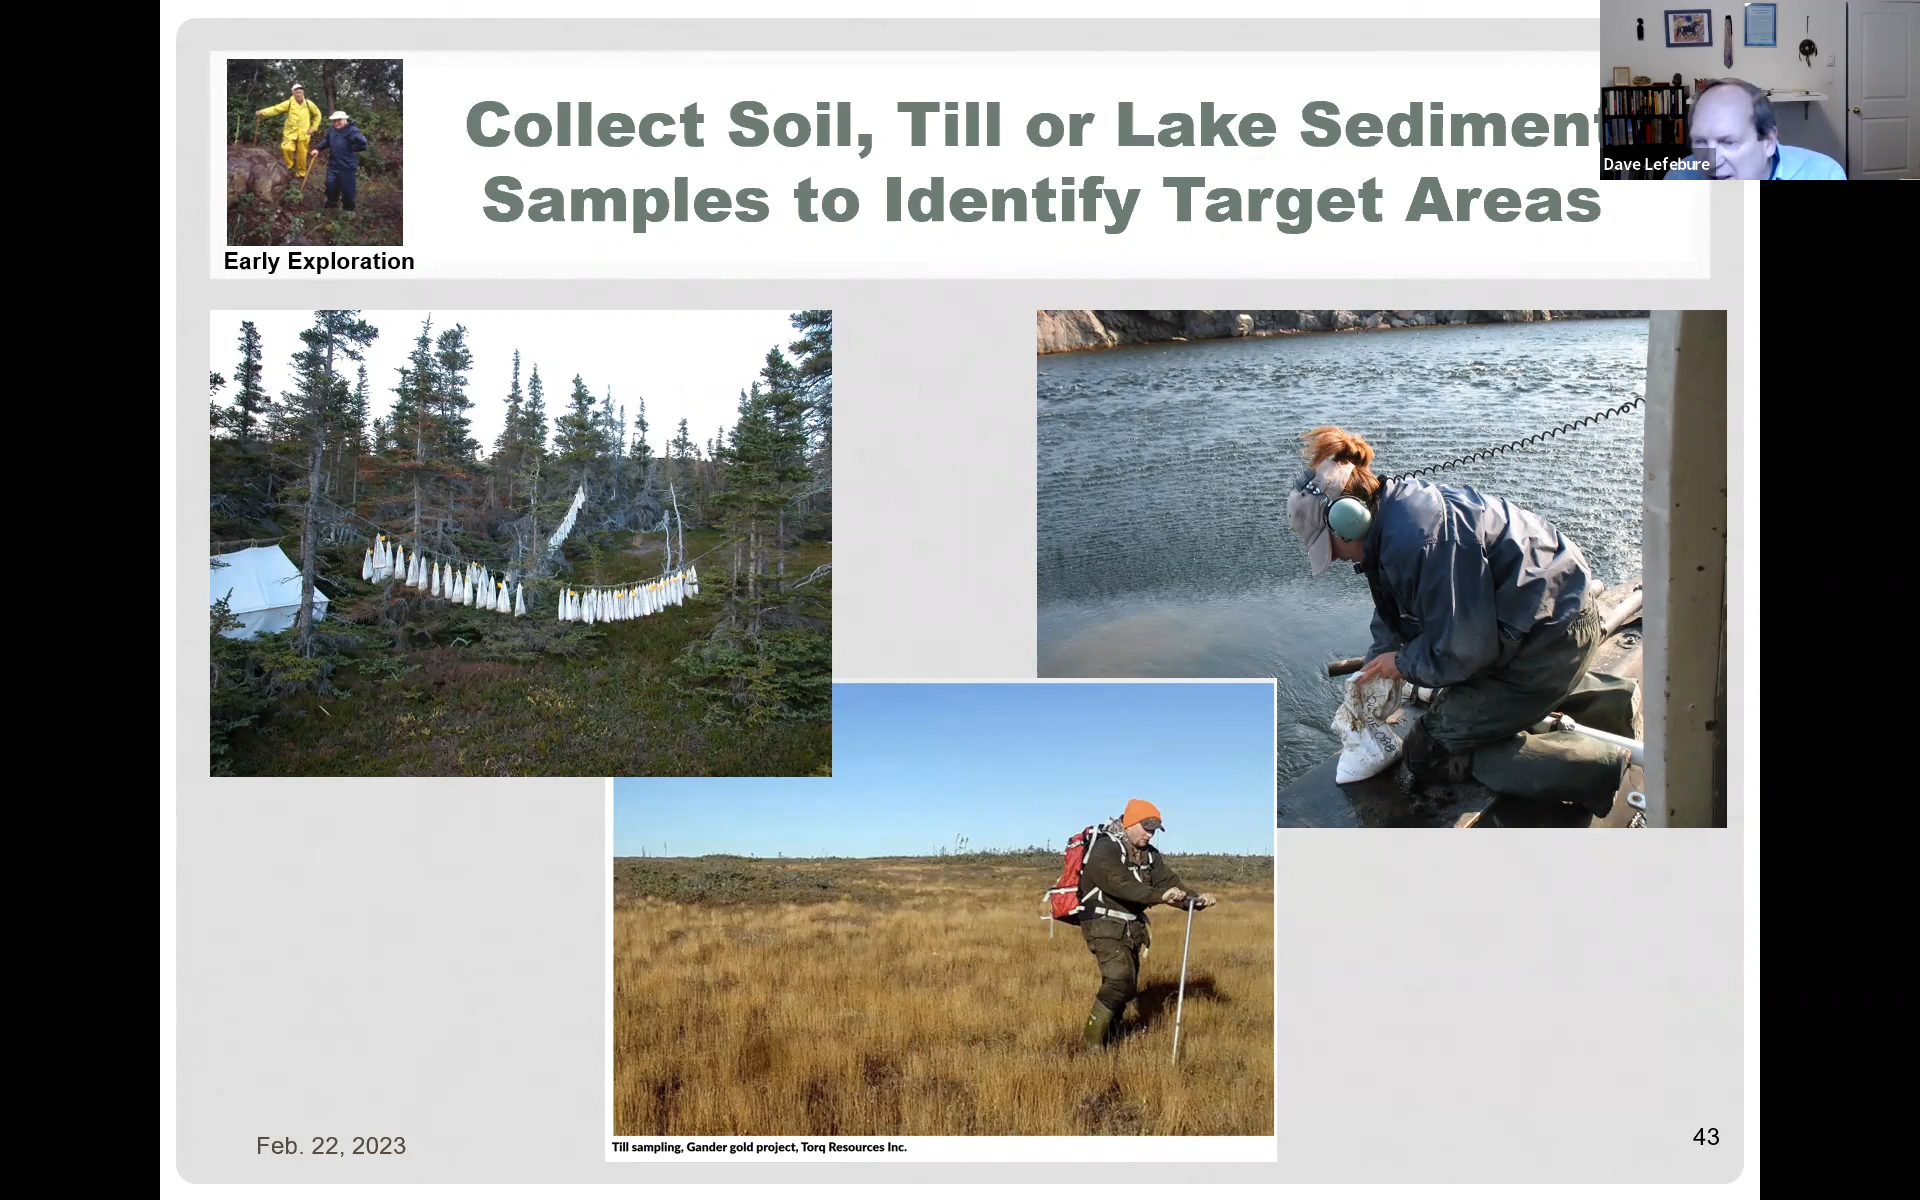 Collect Soil, Till or Lake Sediment
Samples to Identify Target Areas
Dave Lefebure
Early Exploration
Till sampling, Gander gold project, Torq Resources Inc.
Feb. 22, 2023
43